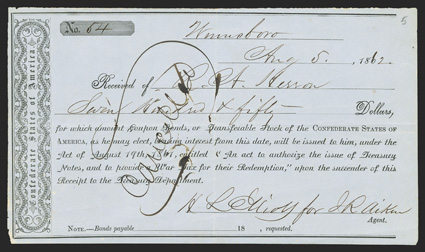 5
No. 64
Winnsboro
Aug 5, 1862.
Received of
Seven Hundred & fifty Dollars,
for which amount Coupon Bonds, or Transferable Stock of the CONFEDERATE STATES OF
AMERICA, as he may elect, bearing interest from this date, will be issued to him, under the
Act of August 19th, 1861, entitled "An act to authorize the issue of Treasury
Notes, and to provide a War Tax for their Redemption," upon the surrender of this
Receipt to the Treasury Department.
for J R Aiken
Agent.
NOTE.—Bonds payable 18 , requested.
Confederate States of America.